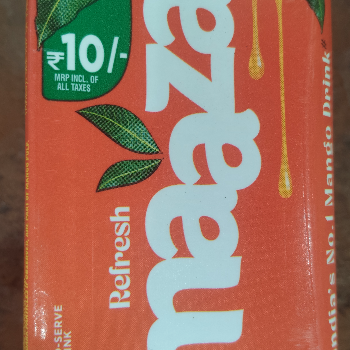 ₹10/-
MRP INCL. OF
ALL TAXES
Refresh
maaza
India's No.1 Mango Drink